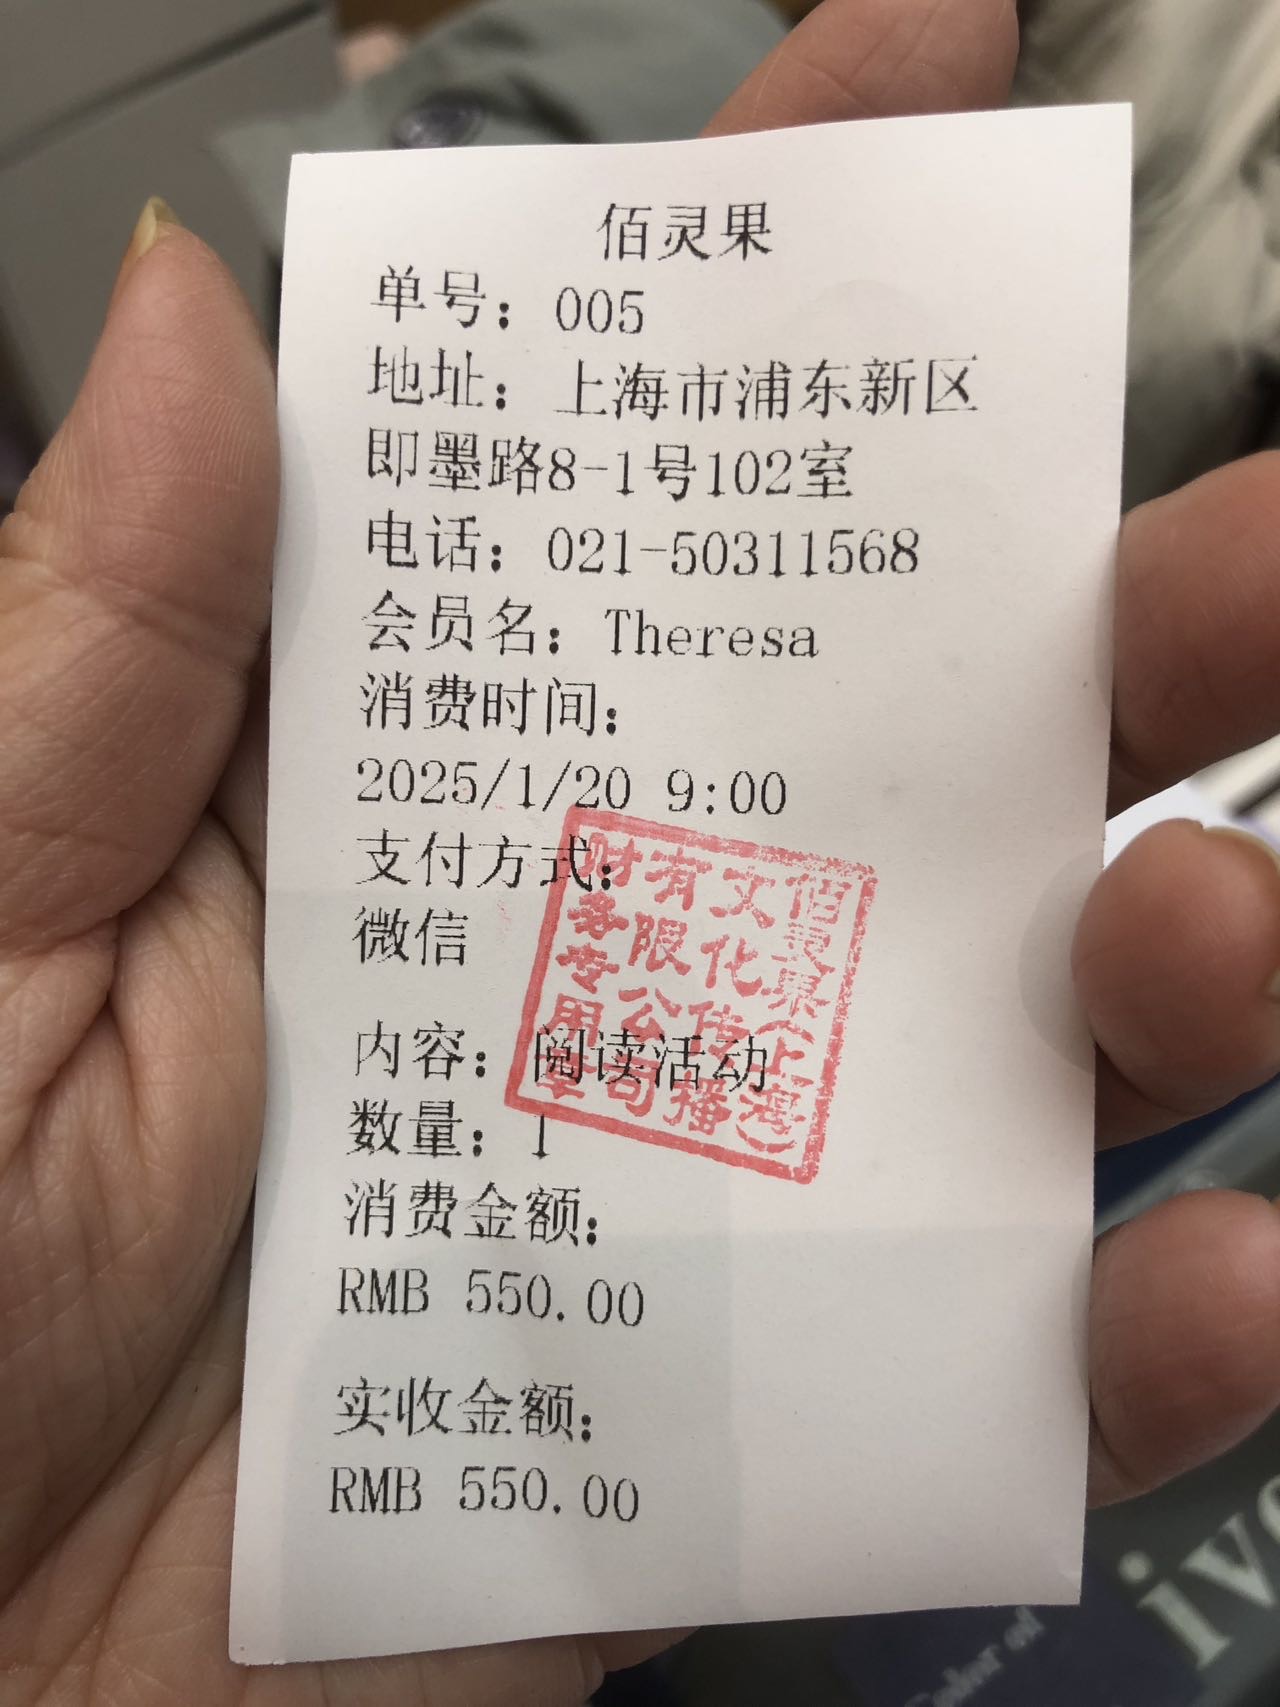 佰灵果
单号：005
地址：上海市浦东新区
即墨路8-1号102室
电话：021-50311568
会员名：Theresa
消费时间：
2025/1/20 9:00
支付方式：
微信
内容：阅读活动
数量：1
消费金额：
RMB 550.00
实收金额：
RMB 550.00
佰灵果（上海）
文化传播
有限公司
财务专用章
Color of
ive